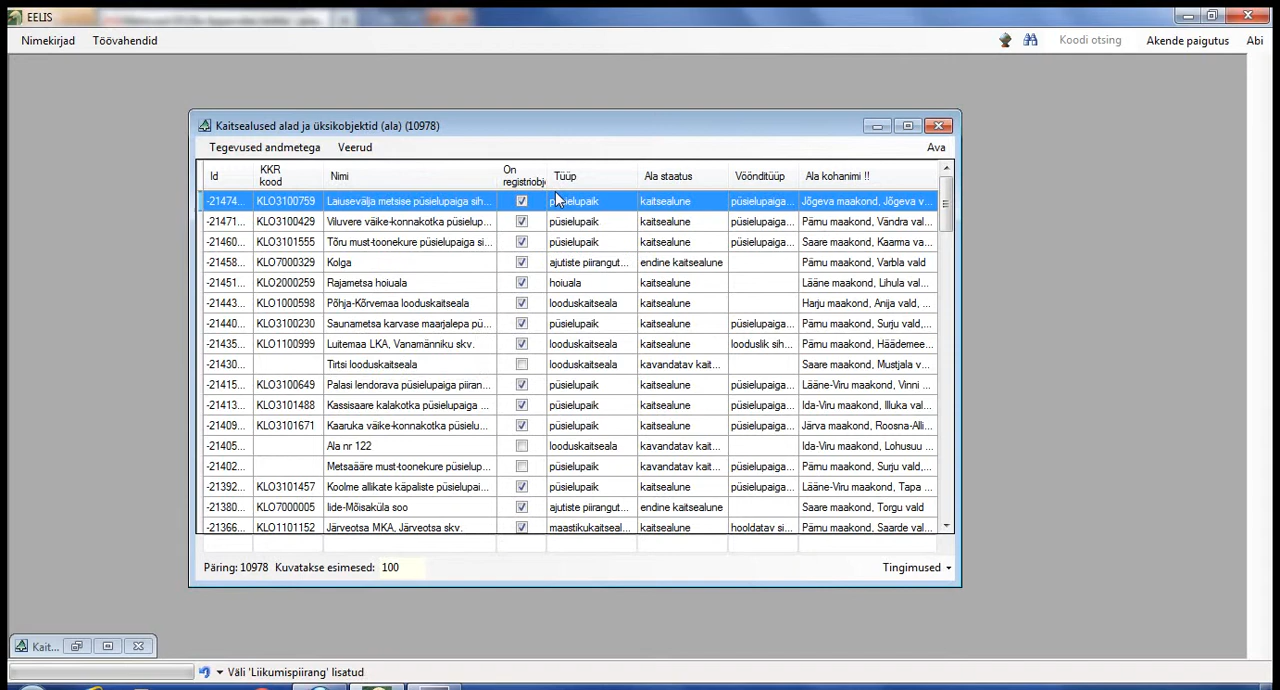 EELIS
Nimekirjad Töövahendid Koodi otsing Akende paigutus Abi
Kaitsealused alad ja üksikobjektid (ala) (10978)
Tegevused andmetega Veerud Ava
Id KKR kood Nimi On registriobje Tüüp Ala staatus Vöönditüüp Ala kohanimi !!
-21474... KLO3100759 Laiusevälja metsise püsielupaiga sih... püsielupaik kaitsealune püsielupaiga... Jõgeva maakond, Jõgeva v...
-21471... KLO3100429 Viluvere väike-konnakotka püsielup... püsielupaik kaitsealune püsielupaiga... Pärnu maakond, Vändra vald
-21460... KLO3101555 Tõru must-toonekure püsielupaiga si... püsielupaik kaitsealune püsielupaiga... Saare maakond, Kaarma va...
-21458... KLO7000329 Kolga ajutiste piirangut... endine kaitsealune Pärnu maakond, Varbla vald
-21451... KLO2000259 Rajametsa hoiuala hoiuala kaitsealune Lääne maakond, Lihula val...
-21443... KLO1000598 Põhja-Kõrvemaa looduskaitseala looduskaitseala kaitsealune Harju maakond, Anija vald,
-21440... KLO3100230 Saunametsa karvase maarjalepa pü... püsielupaik kaitsealune püsielupaiga... Pärnu maakond, Surju vald,
-21435... KLO1100999 Luitemaa LKA, Vanamänniku skv. looduskaitseala kaitsealune looduslik sih... Pärnu maakond, Häädemee...
-21430... Tirtsi looduskaitseala looduskaitseala kavandatav kait... Saare maakond, Mustjala v...
-21415... KLO3100649 Palasi lendorava püsielupaiga piiran... püsielupaik kaitsealune püsielupaiga... Lääne-Viru maakond, Vinni
-21413... KLO3101488 Kassisaare kalakotka püsielupaiga ... püsielupaik kaitsealune püsielupaiga... Ida-Viru maakond, Illuka val...
-21409... KLO3101671 Kaaruka väike-konnakotka püsielu... püsielupaik kaitsealune püsielupaiga... Järva maakond, Roosna-Alli...
-21405... Ala nr 122 looduskaitseala kavandatav kait... Ida-Viru maakond, Lohusuu
-21402... Metsaääre must-toonekure püsielup... püsielupaik kavandatav kait... Pärnu maakond, Surju vald,...
-21392... KLO3101457 Koolme allikate käpaliste püsielupai... püsielupaik kaitsealune püsielupaiga... Lääne-Viru maakond, Tapa
-21380... KLO7000005 Iide-Mõisaküla soo ajutiste piirangut... endine kaitsealune Saare maakond, Torgu vald
-21366... KLO1101152 Järveotsa MKA, Järveotsa skv. maastikukaitseal... kaitsealune hooldatav si... Pärnu maakond, Saarde val...
Päring: 10978 Kuvatakse esimesed: 100 Tingimused
Kait...
Väli 'Liikumispiirang' lisatud